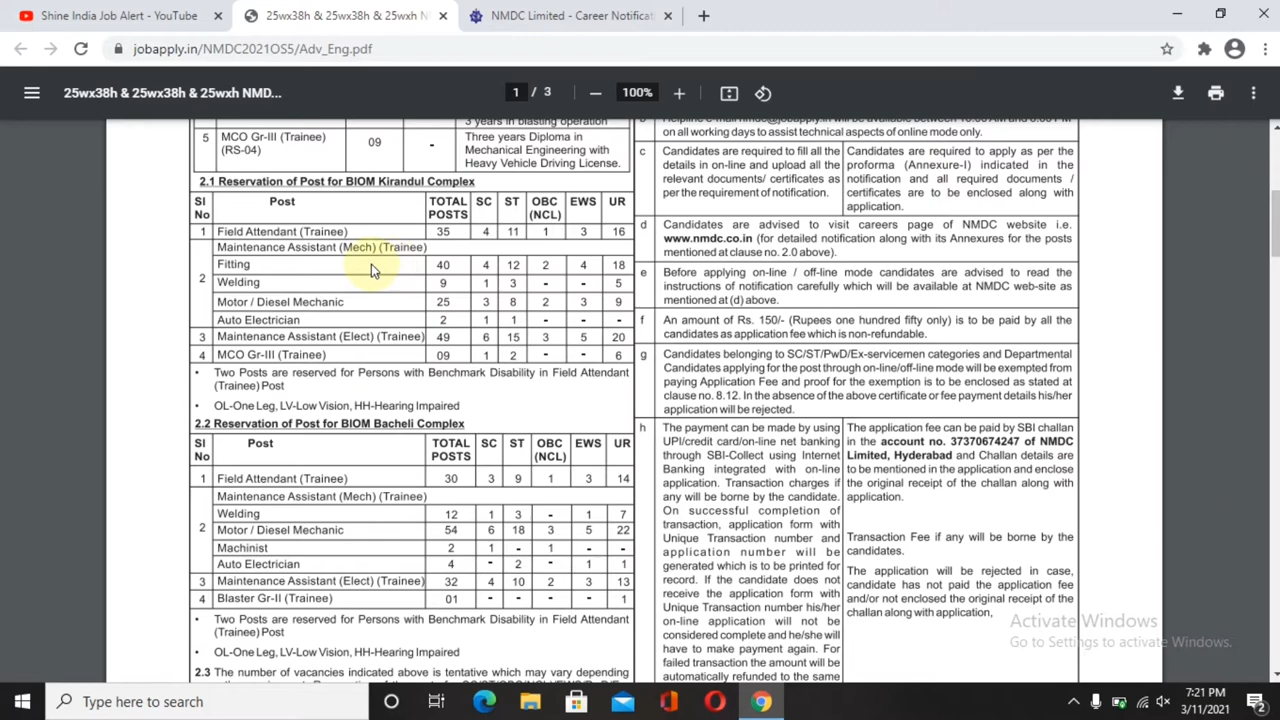 Shine India Job Alert - YouTube
25wx38h & 25wx38h & 25wxh N
NMDC Limited - Career Notificat
jobapply.in/NMDC2021OS5/Adv_Eng.pdf
25wx38h & 25wx38h & 25wxh NMD...
1 / 3
100%
3 years in blasting operation
5 MCO Gr-III (Trainee) (RS-04) 09 - Three years Diploma in Mechanical Engineering with Heavy Vehicle Driving License.
2.1 Reservation of Post for BIOM Kirandul Complex
Sl No Post TOTAL POSTS SC ST OBC (NCL) EWS UR
1 Field Attendant (Trainee) 35 4 11 1 3 16
2 Maintenance Assistant (Mech) (Trainee)
Fitting 40 4 12 2 4 18
Welding 9 1 3 - - 5
Motor / Diesel Mechanic 25 3 8 2 3 9
Auto Electrician 2 1 1 - - -
3 Maintenance Assistant (Elect) (Trainee) 49 6 15 3 5 20
4 MCO Gr-III (Trainee) 09 1 2 - - 6
• Two Posts are reserved for Persons with Benchmark Disability in Field Attendant
(Trainee) Post
• OL-One Leg, LV-Low Vision, HH-Hearing Impaired
2.2 Reservation of Post for BIOM Bacheli Complex
Sl No Post TOTAL POSTS SC ST OBC (NCL) EWS UR
1 Field Attendant (Trainee) 30 3 9 1 3 14
2 Maintenance Assistant (Mech) (Trainee)
Welding 12 1 3 - 1 7
Motor / Diesel Mechanic 54 6 18 3 5 22
Machinist 2 1 - 1 - -
Auto Electrician 4 - 2 - 1 1
3 Maintenance Assistant (Elect) (Trainee) 32 4 10 2 3 13
4 Blaster Gr-II (Trainee) 01 - - - - 1
• Two Posts are reserved for Persons with Benchmark Disability in Field Attendant
(Trainee) Post
• OL-One Leg, LV-Low Vision, HH-Hearing Impaired
2.3 The number of vacancies indicated above is tentative which may vary depending
b Helpline e-mail nmdc@jobapply.in will be available between 10.00 AM and
on all working days to assist technical aspects of online mode only.
c Candidates are required to fill all the
details in on-line and upload all the
relevant documents/ certificates as
per the requirement of notification.
Candidates are required to apply as per the
proforma (Annexure-I) indicated in the
notification and all required documents /
certificates are to be enclosed along with
application.
d Candidates are advised to visit careers page of NMDC website i.e.
www.nmdc.co.in (for detailed notification along with its Annexures for the posts
mentioned at clause no. 2.0 above).
e Before applying on-line / off-line mode candidates are advised to read the
instructions of notification carefully which will be available at NMDC web-site as
mentioned at (d) above.
f An amount of Rs. 150/- (Rupees one hundred fifty only) is to be paid by all the
candidates as application fee which is non-refundable.
g Candidates belonging to SC/ST/PwD/Ex-servicemen categories and Departmental
Candidates applying for the post through on-line/off-line mode will be exempted from
paying Application Fee and proof for the exemption is to be enclosed as stated at
clause no. 8.12. In the absence of the above certificate or fee payment details his/her
application will be rejected.
h The payment can be made by using
UPI/credit card/on-line net banking
through SBI-Collect using Internet
Banking integrated with on-line
application. Transaction charges if
any will be borne by the candidate.
On successful completion of
transaction, application form with
Unique Transaction number and
application number will be
generated which is to be printed for
record. If the candidate does not
receive the application form with
Unique Transaction number his/her
on-line application will not be
considered complete and he/she will
have to make payment again. For
failed transaction the amount will be
automatically refunded to the same
The application fee can be paid by SBI challan
in the account no. 37370674247 of NMDC
Limited, Hyderabad and Challan details are
to be mentioned in the application and enclose
the original receipt of the challan along with
application.
Transaction Fee if any will be borne by the
candidates.
The application will be rejected in case,
candidate has not paid the application fee
and/or not enclosed the original receipt of the
challan along with application,
Activate Windows
Go to Settings to activate Windows.
Type here to search
7:21 PM
3/11/2021
2